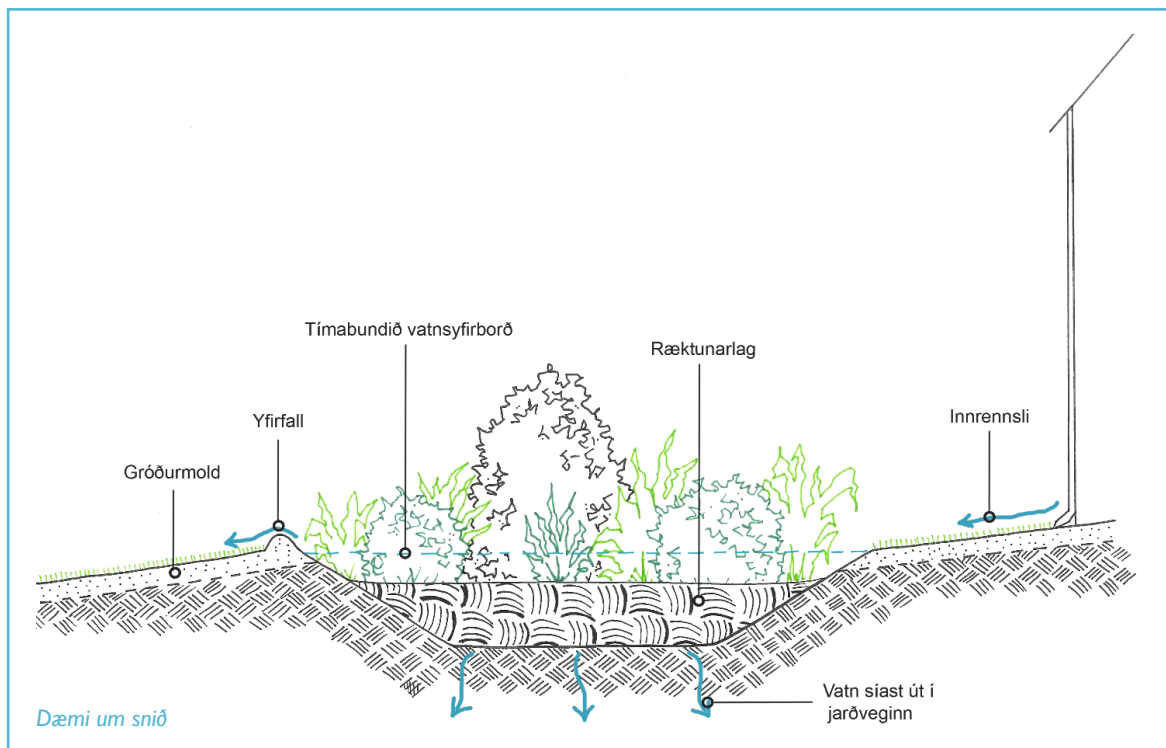 Tímabundið vatnsyfirborð
Ræktunarlag
Yfirfall
Innrennsli
Gróðurmold
Vatn síast út í
jarðveginn
Dæmi um snið